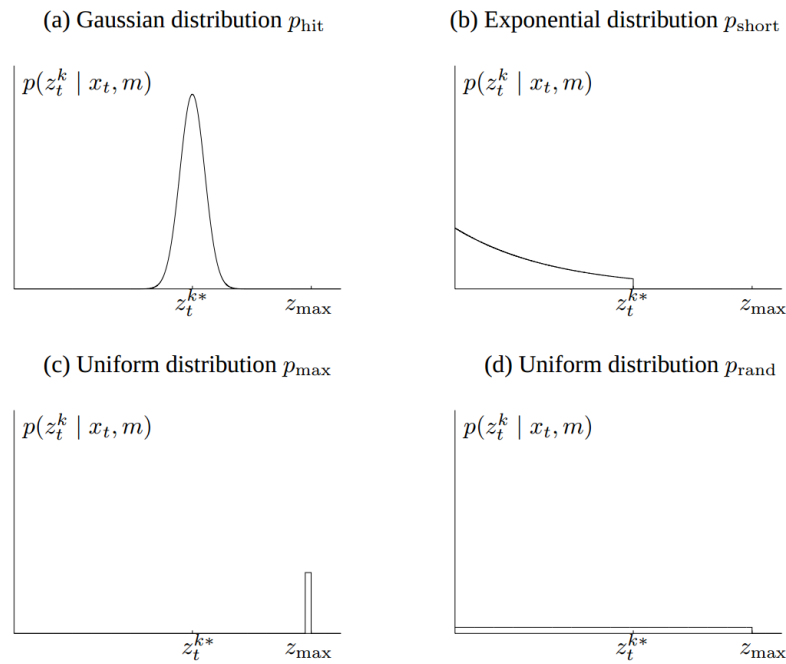 (a) Gaussian distribution p_hit
(b) Exponential distribution p_short
p(z_t^k | x_t, m)
p(z_t^k | x_t, m)
z_t^{k*} z_max
z_t^{k*} z_max
(c) Uniform distribution p_max
(d) Uniform distribution p_rand
p(z_t^k | x_t, m)
p(z_t^k | x_t, m)
z_t^{k*} z_max
z_t^{k*} z_max